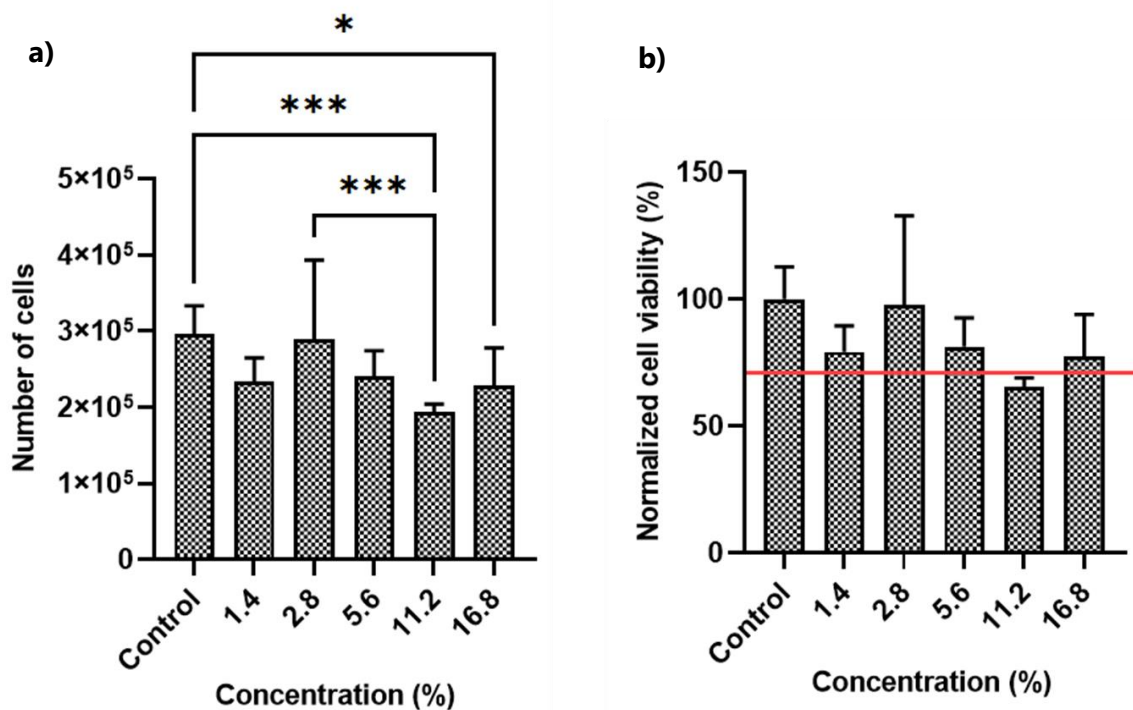 a)
*
***
***
5×10⁵
4×10⁵
3×10⁵
2×10⁵
1×10⁵
0
Number of cells
Control
1.4
2.8
5.6
11.2
16.8
Concentration (%)
b)
150
100
50
0
Normalized cell viability (%)
Control
1.4
2.8
5.6
11.2
16.8
Concentration (%)